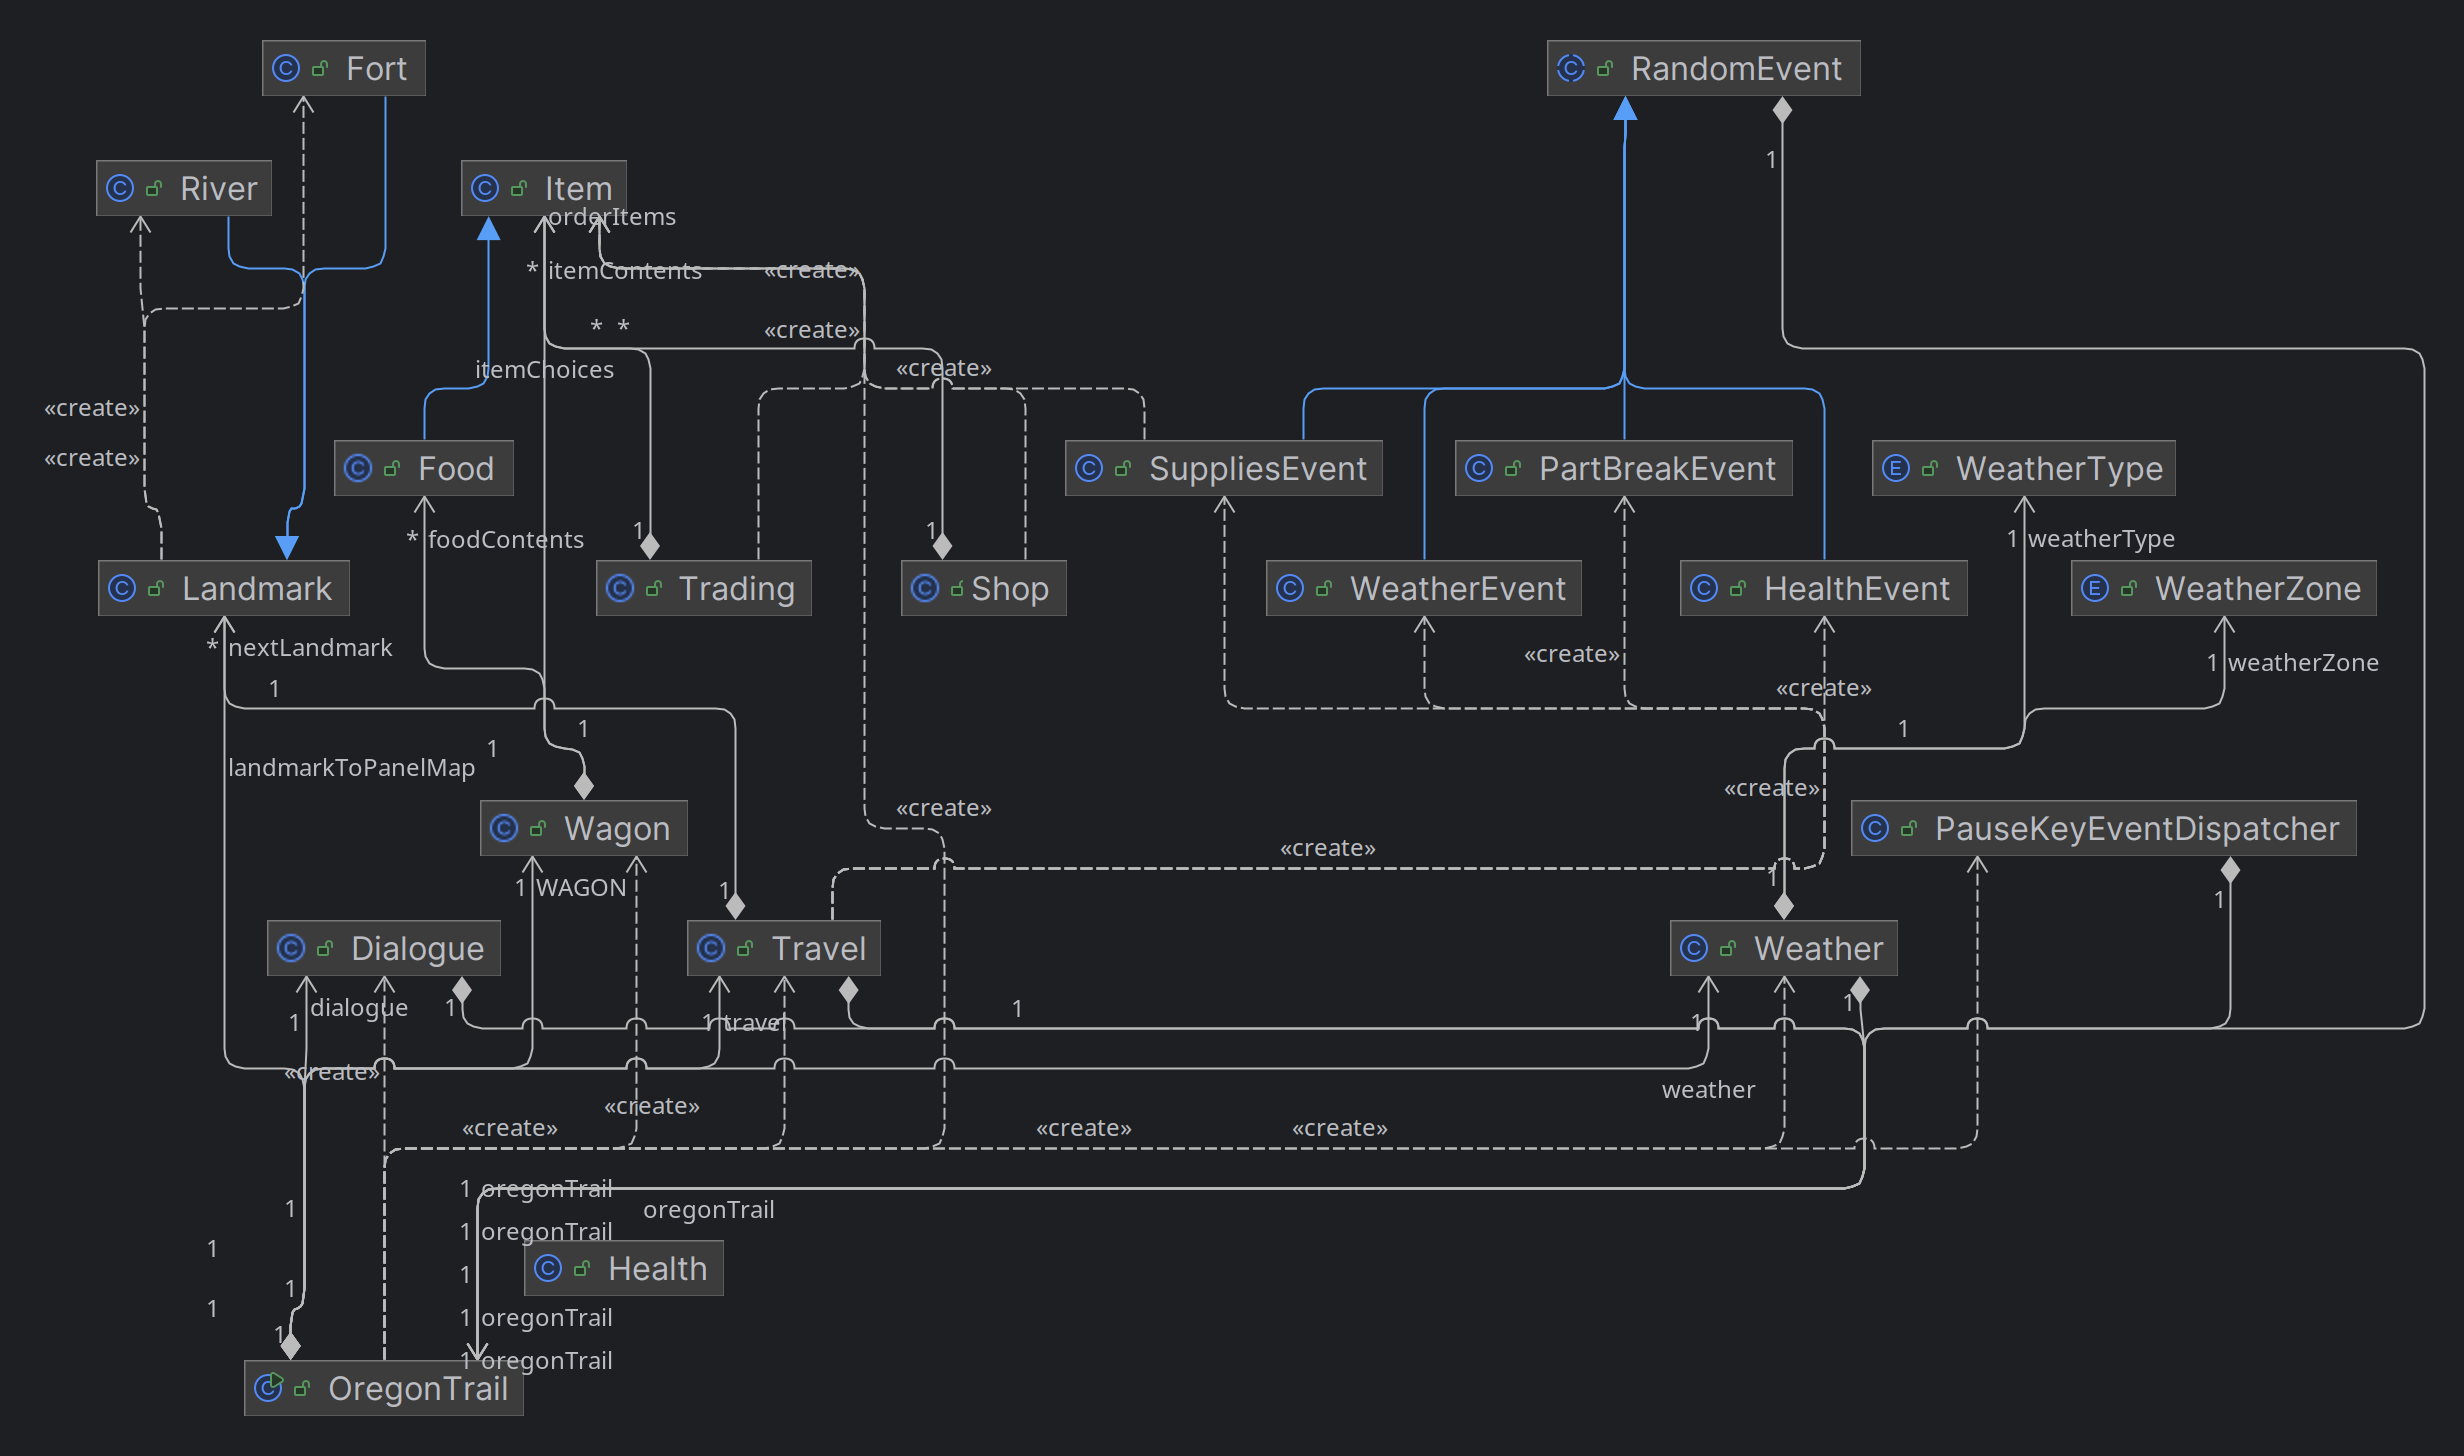 Fort
RandomEvent
1
River
Item
orderItems
* itemContents
«create»
* *
«create»
itemChoices
«create»
«create»
«create»
Food
SuppliesEvent
PartBreakEvent
WeatherType
* foodContents
1
1
1 weatherType
Landmark
Trading
Shop
WeatherEvent
HealthEvent
WeatherZone
* nextLandmark
«create»
1 weatherZone
1
«create»
1
1
1
landmarkToPanelMap
«create»
«create»
Wagon
PauseKeyEventDispatcher
«create»
1 WAGON
1
1
1
Dialogue
Travel
Weather
1 dialogue
1
1
1
1 travel
1
«create»
weather
«create»
«create»
«create»
«create»
1 oregonTrail
1
oregonTrail
1 oregonTrail
1
1
Health
1
1
1 oregonTrail
1
1 oregonTrail
OregonTrail